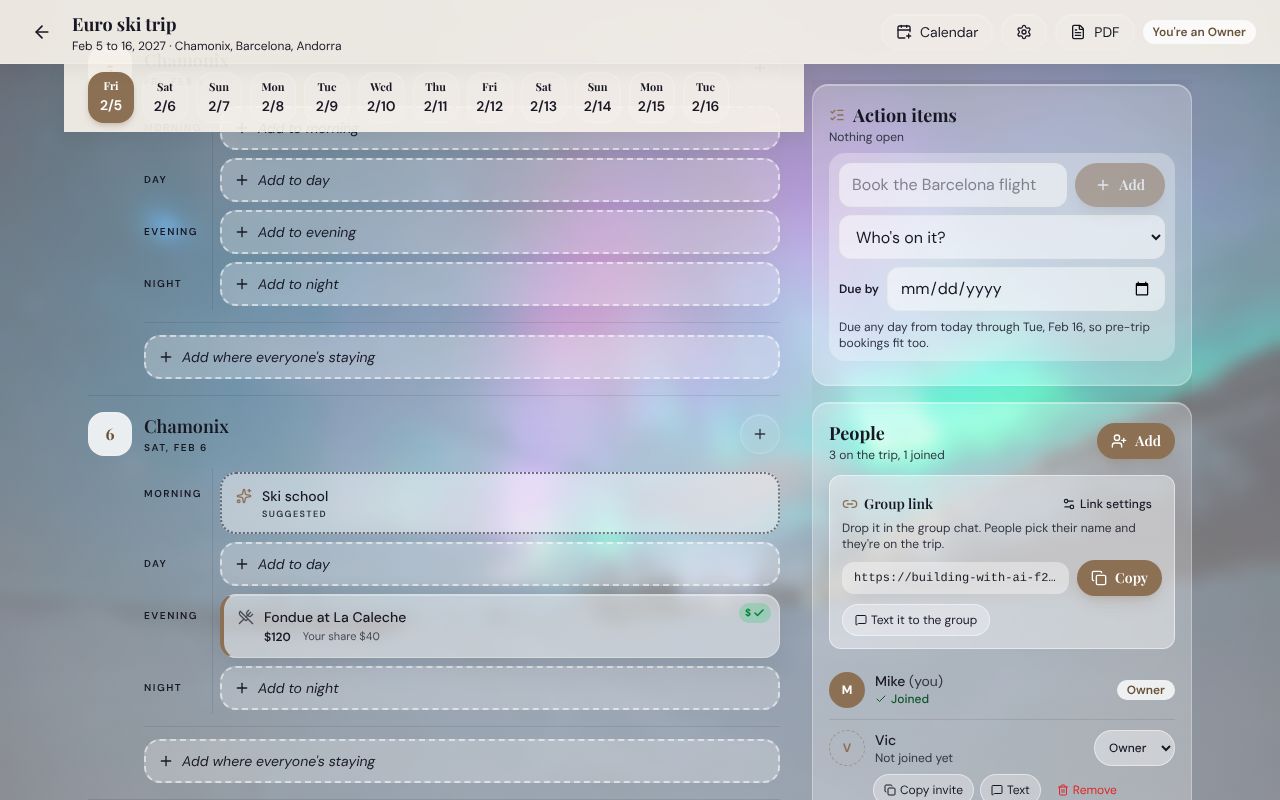 Euro ski trip
Feb 5 to 16, 2027 · Chamonix, Barcelona, Andorra
Calendar
PDF
You're an Owner
Chamonix
Fri 2/5
Sat 2/6
Sun 2/7
Mon 2/8
Tue 2/9
Wed 2/10
Thu 2/11
Fri 2/12
Sat 2/13
Sun 2/14
Mon 2/15
Tue 2/16
MORNING
Add to morning
DAY
Add to day
EVENING
Add to evening
NIGHT
Add to night
Add where everyone's staying
6
Chamonix
SAT, FEB 6
MORNING
Ski school
SUGGESTED
DAY
Add to day
EVENING
Fondue at La Caleche
$120 Your share $40
$
NIGHT
Add to night
Add where everyone's staying
Action items
Nothing open
Book the Barcelona flight
Add
Who's on it?
Due by
mm/dd/yyyy
Due any day from today through Tue, Feb 16, so pre-trip
bookings fit too.
People
3 on the trip, 1 joined
Add
Group link
Link settings
Drop it in the group chat. People pick their name and
they're on the trip.
https://building-with-ai-f2…
Copy
Text it to the group
M
Mike (you)
Joined
Owner
V
Vic
Not joined yet
Owner
Copy invite
Text
Remove